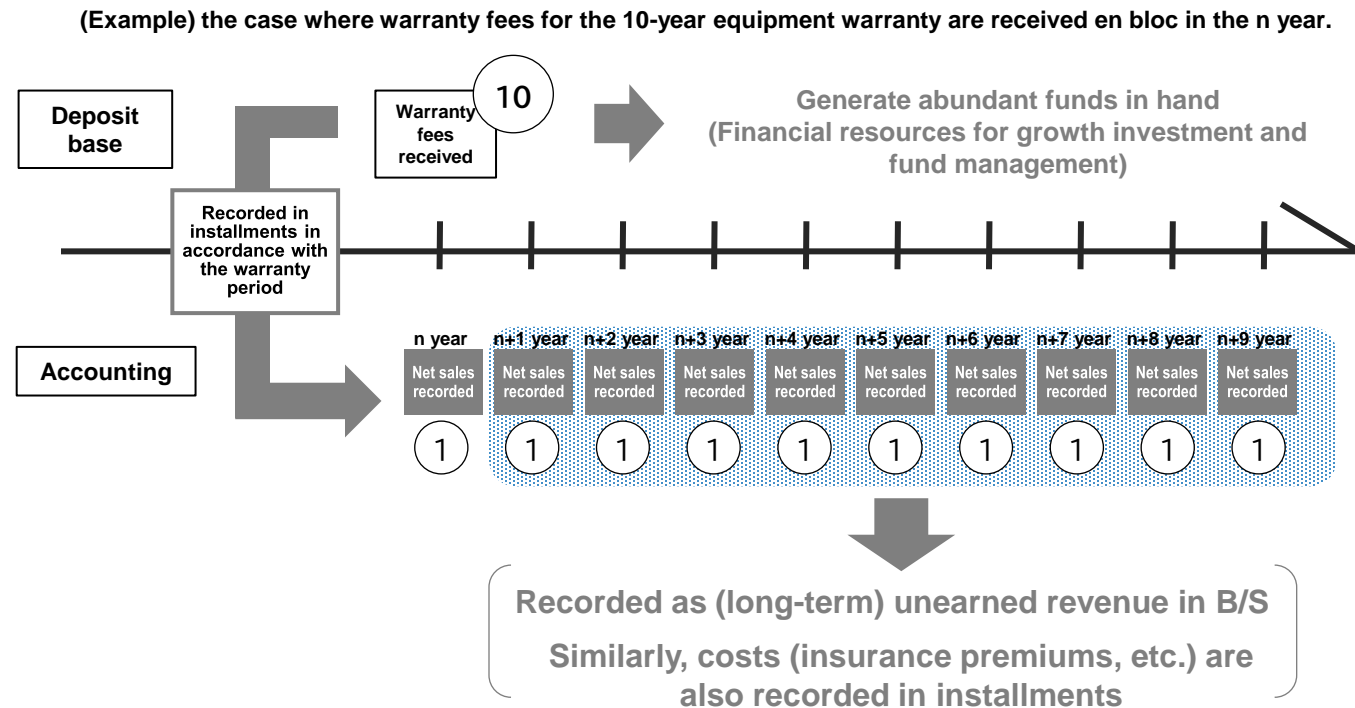 (Example) the case where warranty fees for the 10-year equipment warranty are received en bloc in the n year.
Deposit
base
Warranty
fees
received
10
Generate abundant funds in hand
(Financial resources for growth investment and
fund management)
Recorded in
installments in
accordance with
the warranty
period
Accounting
n year n+1 year n+2 year n+3 year n+4 year n+5 year n+6 year n+7 year n+8 year n+9 year
Net sales Net sales Net sales Net sales Net sales Net sales Net sales Net sales Net sales Net sales
recorded recorded recorded recorded recorded recorded recorded recorded recorded recorded
1 1 1 1 1 1 1 1 1 1
Recorded as (long-term) unearned revenue in B/S
Similarly, costs (insurance premiums, etc.) are
also recorded in installments